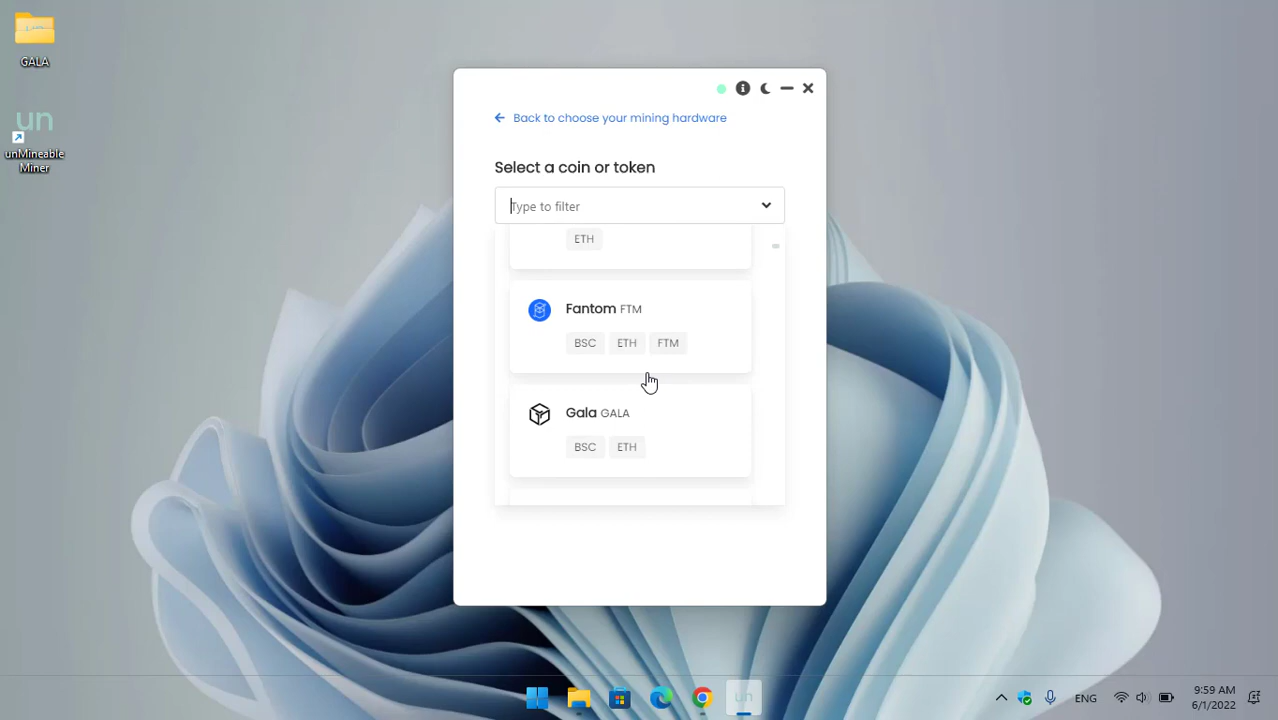 GALA
un
unMineable
Miner
Back to choose your mining hardware
Select a coin or token
Type to filter
ETH
Fantom FTM
BSC ETH FTM
Gala GALA
BSC ETH
un
ENG
9:59 AM
6/1/2022